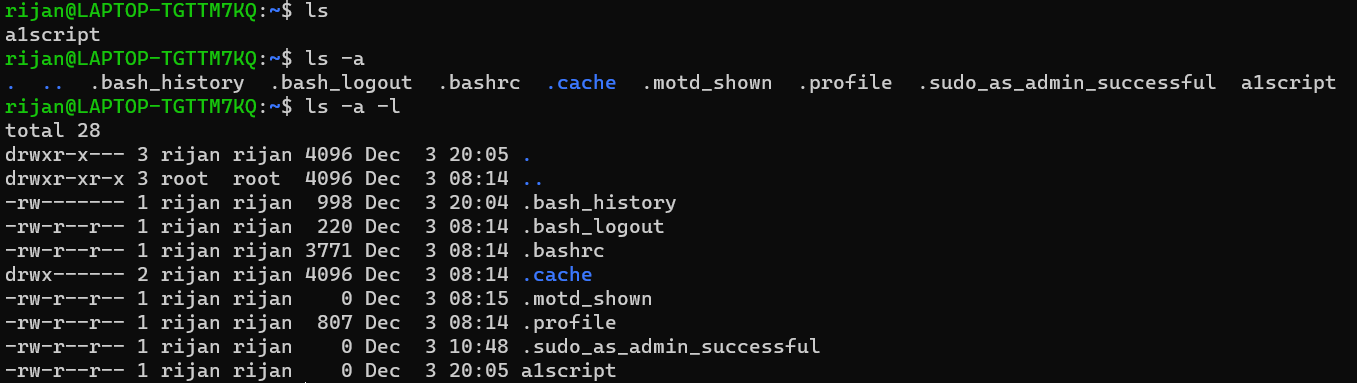 rijan@LAPTOP-TGTTM7KQ:~$ ls
a1script
rijan@LAPTOP-TGTTM7KQ:~$ ls -a
.  ..  .bash_history  .bash_logout  .bashrc  .cache  .motd_shown  .profile  .sudo_as_admin_successful  a1script
rijan@LAPTOP-TGTTM7KQ:~$ ls -a -l
total 28
drwxr-x--- 3 rijan rijan 4096 Dec  3 20:05 .
drwxr-xr-x 3 root  root  4096 Dec  3 08:14 ..
-rw------- 1 rijan rijan  998 Dec  3 20:04 .bash_history
-rw-r--r-- 1 rijan rijan  220 Dec  3 08:14 .bash_logout
-rw-r--r-- 1 rijan rijan 3771 Dec  3 08:14 .bashrc
drwx------ 2 rijan rijan 4096 Dec  3 08:14 .cache
-rw-r--r-- 1 rijan rijan    0 Dec  3 08:15 .motd_shown
-rw-r--r-- 1 rijan rijan  807 Dec  3 08:14 .profile
-rw-r--r-- 1 rijan rijan    0 Dec  3 10:48 .sudo_as_admin_successful
-rw-r--r-- 1 rijan rijan    0 Dec  3 20:05 a1script